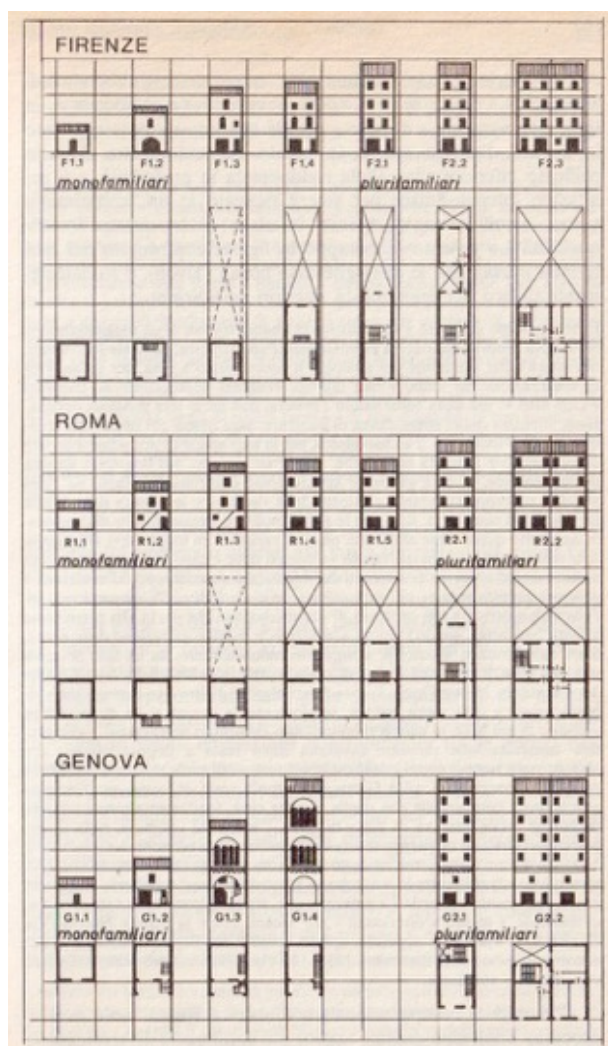 FIRENZE
F1.1 F1.2 F1.3 F1.4 F2.1 F2.2 F2.3
monofamiliari plurifamiliari
ROMA
R1.1 R1.2 R1.3 R1.4 R1.5 R2.1 R2.2
monofamiliari plurifamiliari
GENOVA
G1.1 G1.2 G1.3 G1.4 G2.1 G2.2
monofamiliari plurifamiliari